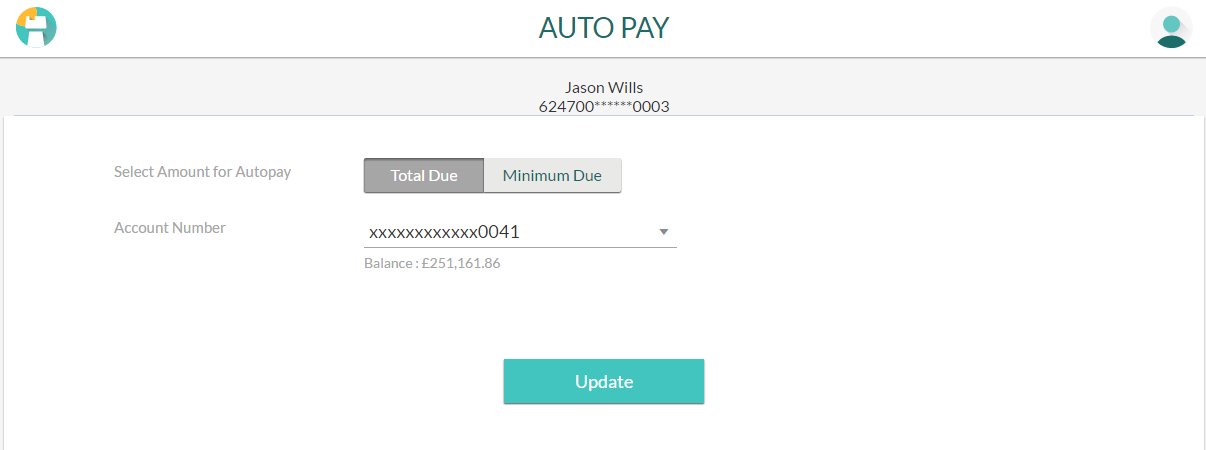 AUTO PAY
Jason Wills
624700******0003
Select Amount for Autopay
Total Due
Minimum Due
Account Number
xxxxxxxxxxxx0041
Balance : £251,161.86
Update